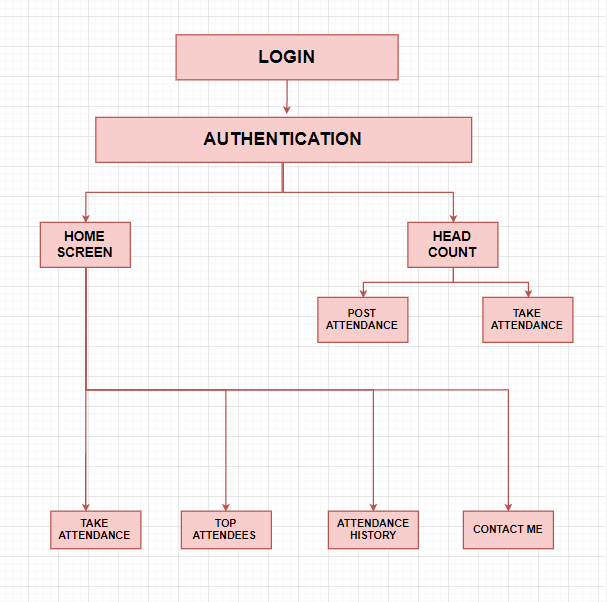 LOGIN
AUTHENTICATION
HOME
SCREEN
HEAD
COUNT
POST
ATTENDANCE
TAKE
ATTENDANCE
TAKE
ATTENDANCE
TOP
ATTENDEES
ATTENDANCE
HISTORY
CONTACT ME